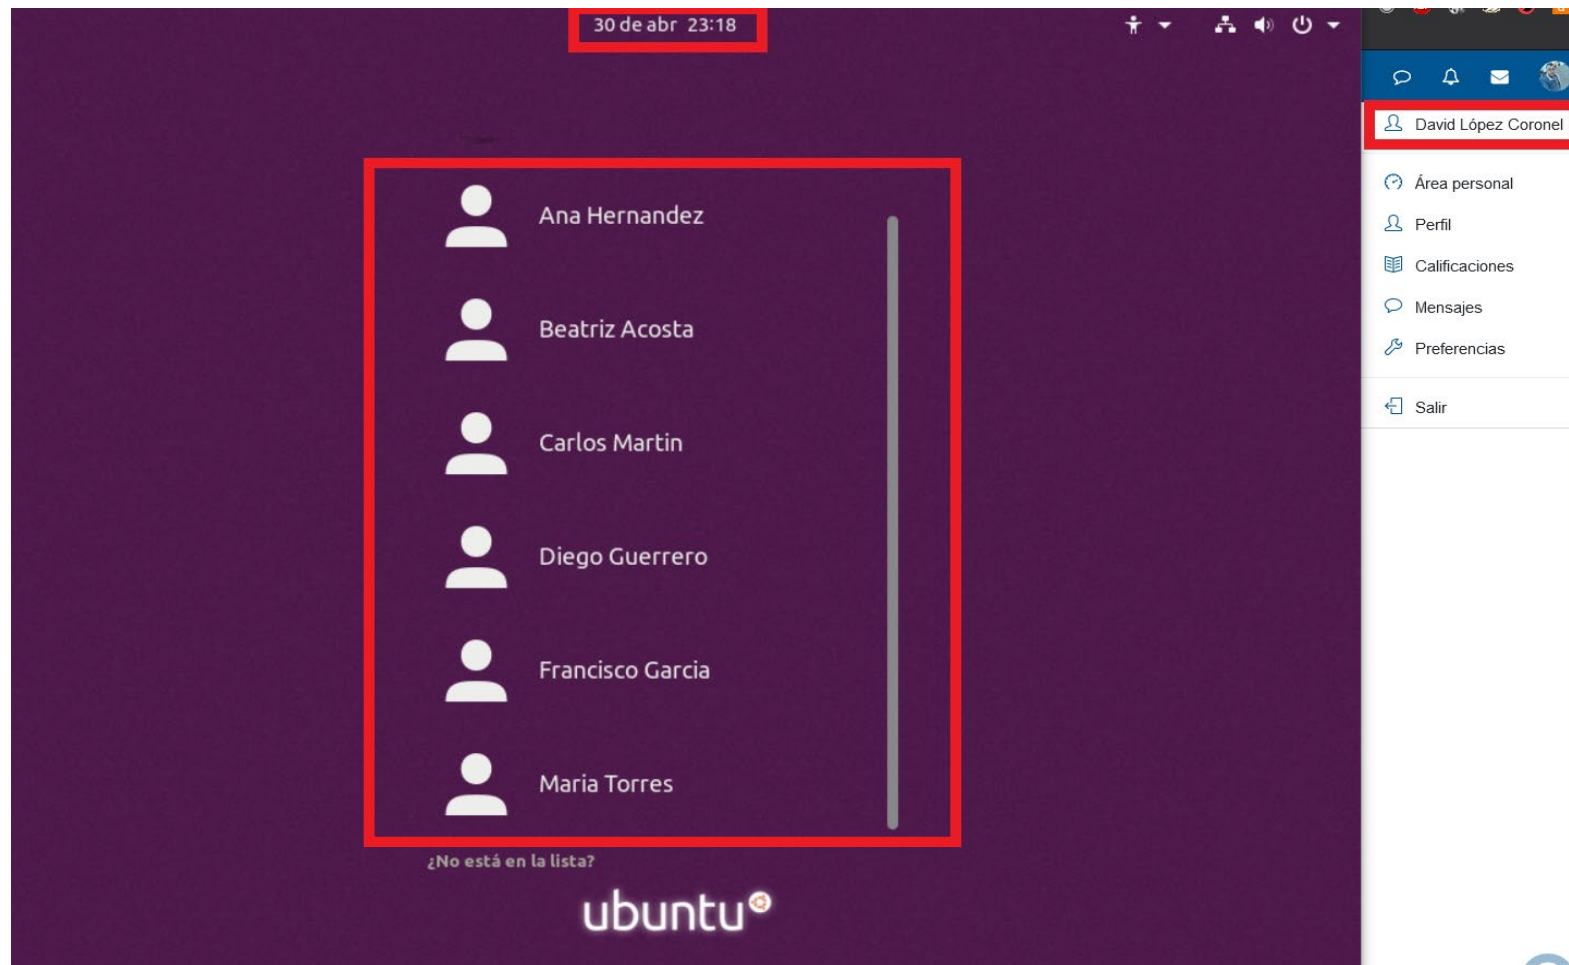 30 de abr 23:18
Ana Hernandez
Beatriz Acosta
Carlos Martin
Diego Guerrero
Francisco Garcia
Maria Torres
¿No está en la lista?
ubuntu
David López Coronel
Área personal
Perfil
Calificaciones
Mensajes
Preferencias
Salir